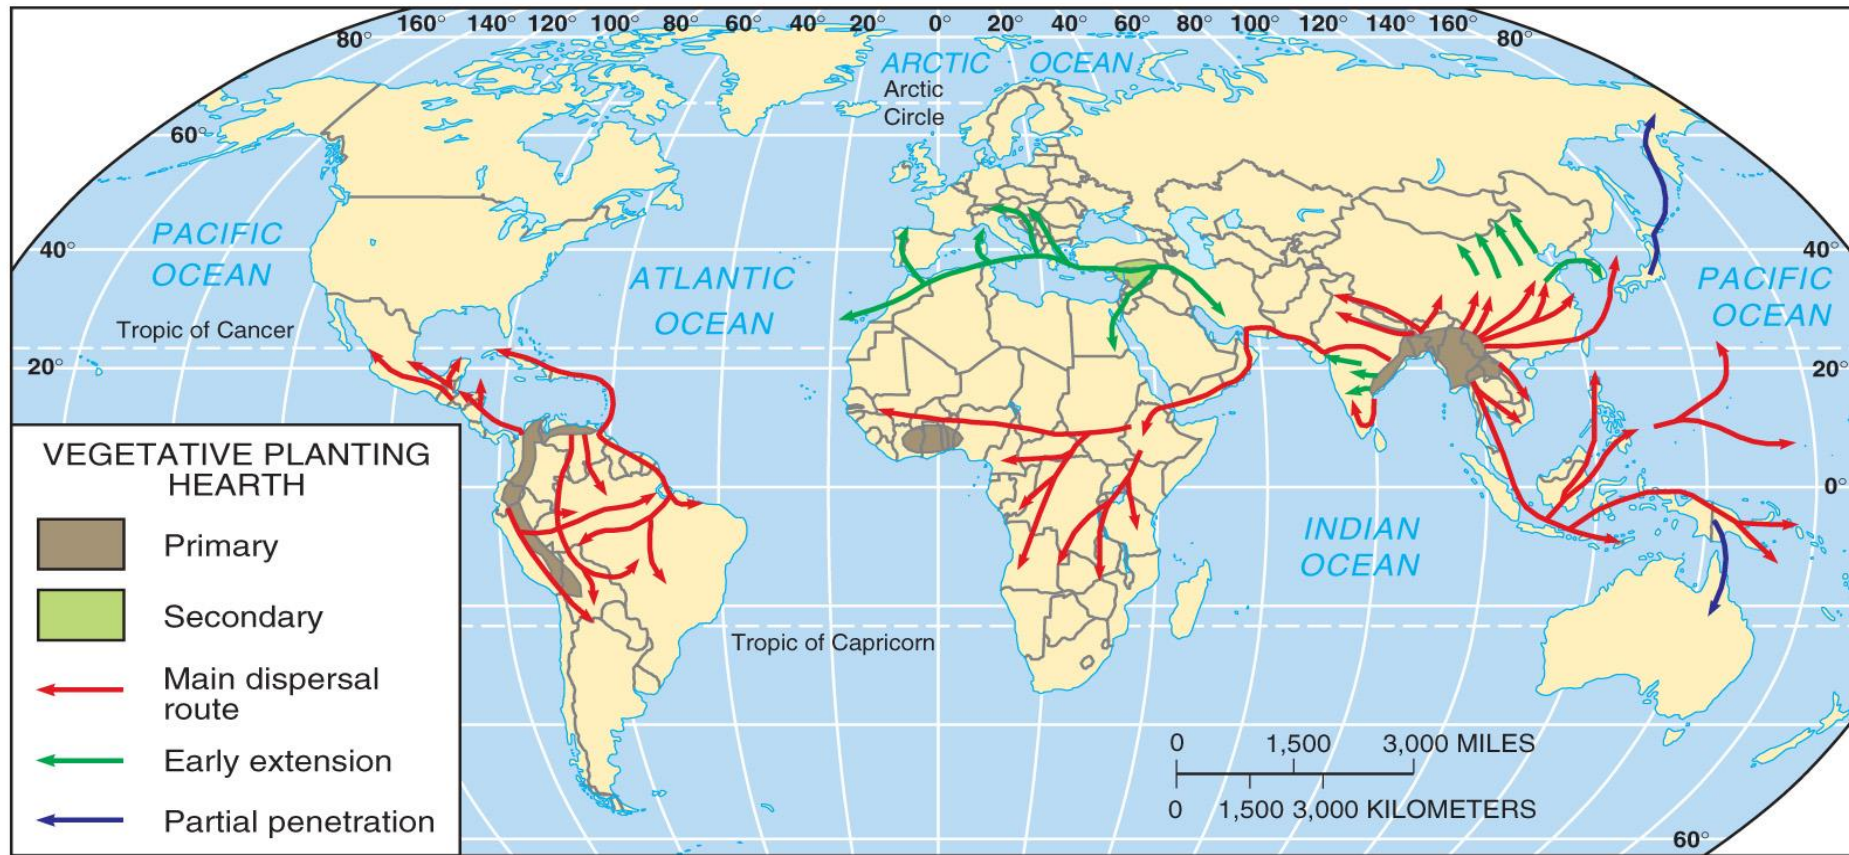 160° 140° 120° 100° 80° 60° 40° 20° 0° 20° 40° 60° 80° 100° 120° 140° 160°
80° 80°
ARCTIC OCEAN
Arctic
Circle
60°
PACIFIC
OCEAN
40° 40°
ATLANTIC
OCEAN
PACIFIC
OCEAN
Tropic of Cancer
20° 20°
0°
INDIAN
OCEAN
Tropic of Capricorn
VEGETATIVE PLANTING
HEARTH
Primary
Secondary
Main dispersal
route
Early extension
Partial penetration
0 1,500 3,000 MILES
0 1,500 3,000 KILOMETERS
60°